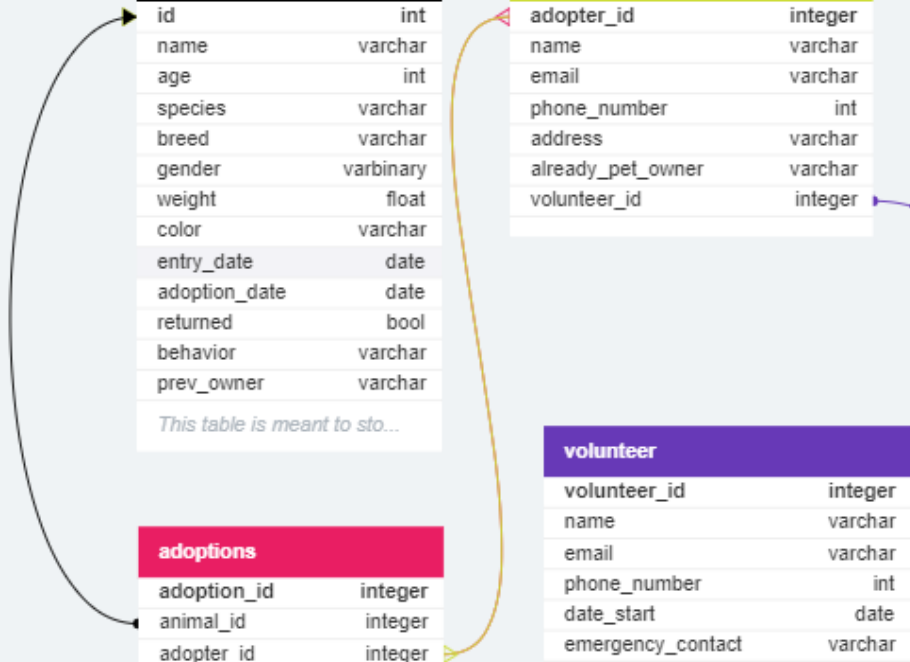 id int
name varchar
age int
species varchar
breed varchar
gender varbinary
weight float
color varchar
entry_date date
adoption_date date
returned bool
behavior varchar
prev_owner varchar
This table is meant to sto...
adopter_id integer
name varchar
email varchar
phone_number int
address varchar
already_pet_owner varchar
volunteer_id integer
adoptions
adoption_id integer
animal_id integer
adopter_id integer
volunteer
volunteer_id integer
name varchar
email varchar
phone_number int
date_start date
emergency_contact varchar